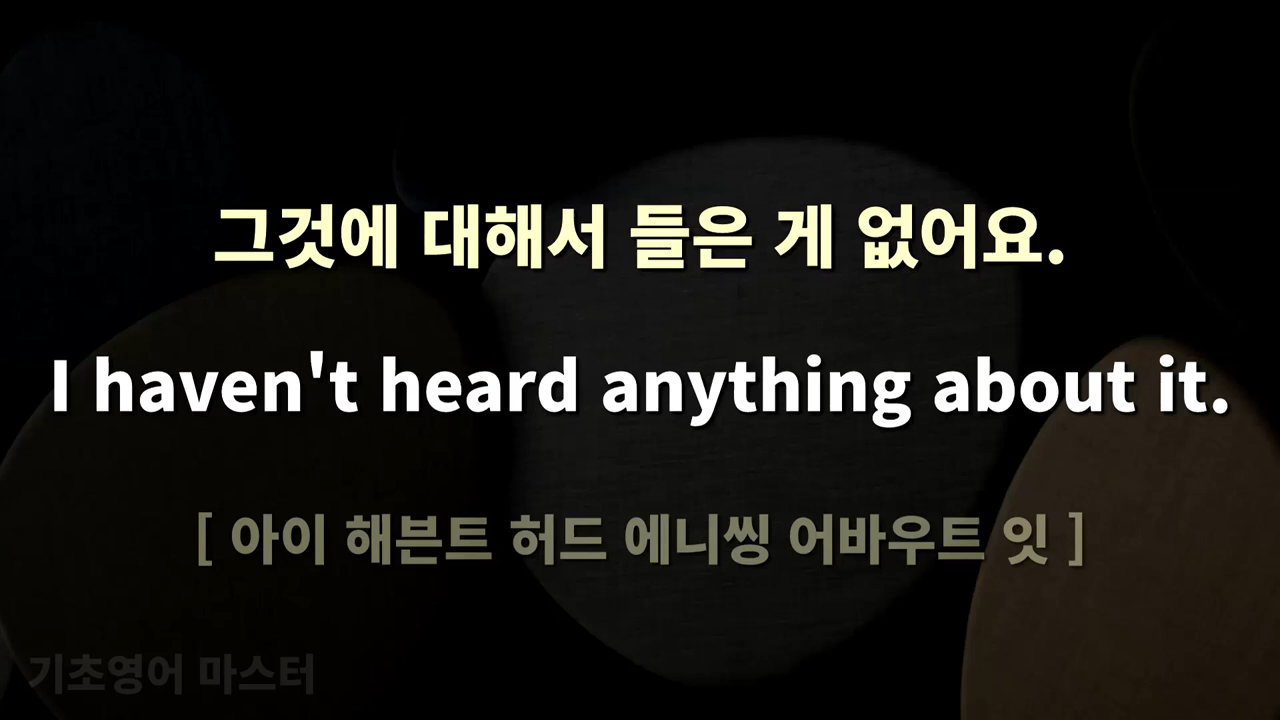 그것에 대해서 들은 게 없어요.
I haven't heard anything about it.
[ 아이 해븐트 허드 에니씽 어바우트 잇 ]
기초영어 마스터